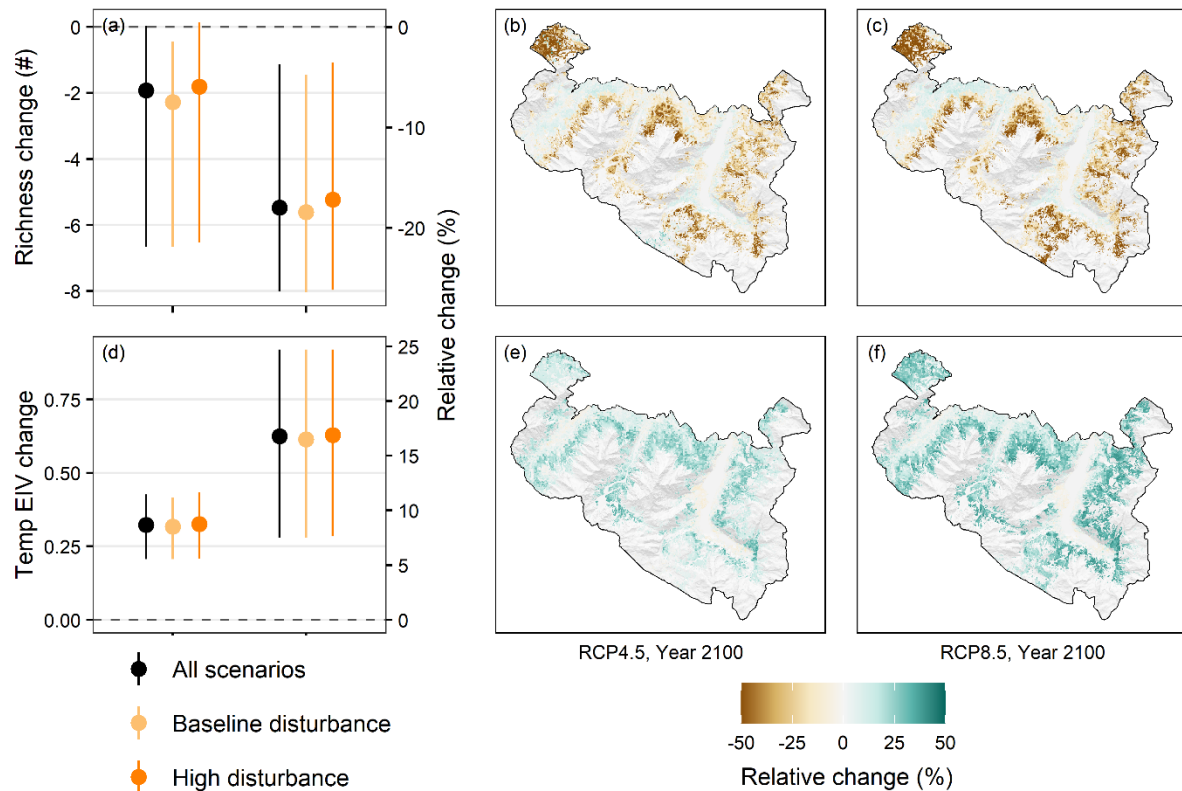 (a)
0
-2
-4
-6
-8
Richness change (#)
0
-10
-20
Relative change (%)
(b)
(c)
(d)
0.75
0.50
0.25
0.00
Temp EIV change
25
20
15
10
5
0
(e)
(f)
RCP4.5, Year 2100
RCP8.5, Year 2100
All scenarios
Baseline disturbance
High disturbance
-50 -25 0 25 50
Relative change (%)